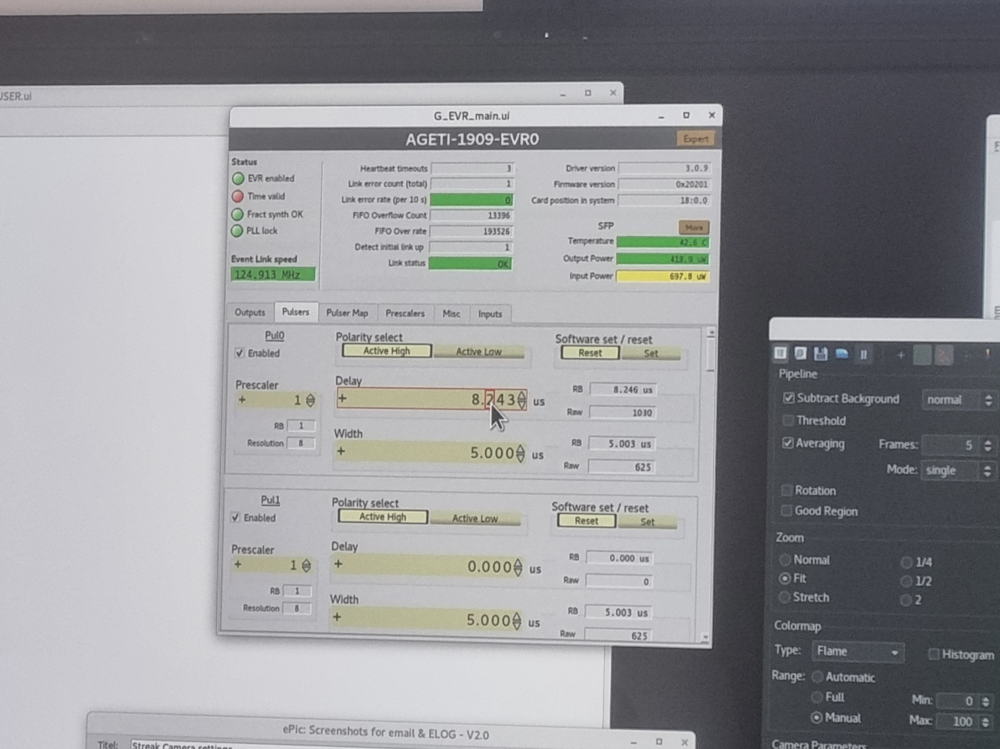 USER.ui
G_EVR_main.ui
AGETI-1909-EVR0
Expert
Status
EVR enabled
Time valid
Fract synth OK
PLL lock
Event Link speed
124.913 MHz
Heartbeat timeouts 3
Link error count (total) 1
Link error rate (per 10 s) 0
FIFO Overflow Count 13396
FIFO Over rate 193526
Detect initial link up 1
Link status OK
Driver version 3.0.9
Firmware version 0x20201
Card position in system 18:0.0
SFP More
Temperature 42.6 C
Output Power 418.9 uW
Input Power 697.8 uW
Outputs Pulsers Pulser Map Prescalers Misc Inputs
Pul0
Enabled
Polarity select
Active High Active Low
Software set / reset
Reset Set
Prescaler
+ 1
RB 1
Resolution 8
Delay
+ 8.243 us
RB 8.246 us
Raw 1030
Width
+ 5.000 us
RB 5.003 us
Raw 625
Pul1
Enabled
Polarity select
Active High Active Low
Software set / reset
Reset Set
Prescaler
+ 1
RB 1
Resolution 8
Delay
+ 0.000 us
RB 0.000 us
Raw 0
Width
+ 5.000 us
RB 5.003 us
Raw 625
Pipeline
Subtract Background normal
Threshold
Averaging Frames: 5
Mode: single
Rotation
Good Region
Zoom
Normal 1/4
Fit 1/2
Stretch 2
Colormap
Type: Flame Histogram
Range: Automatic
Full Min: 0
Manual Max: 100
Camera Parameters
ePic: Screenshots for email & ELOG - V2.0
Titel: Streak Camera settings